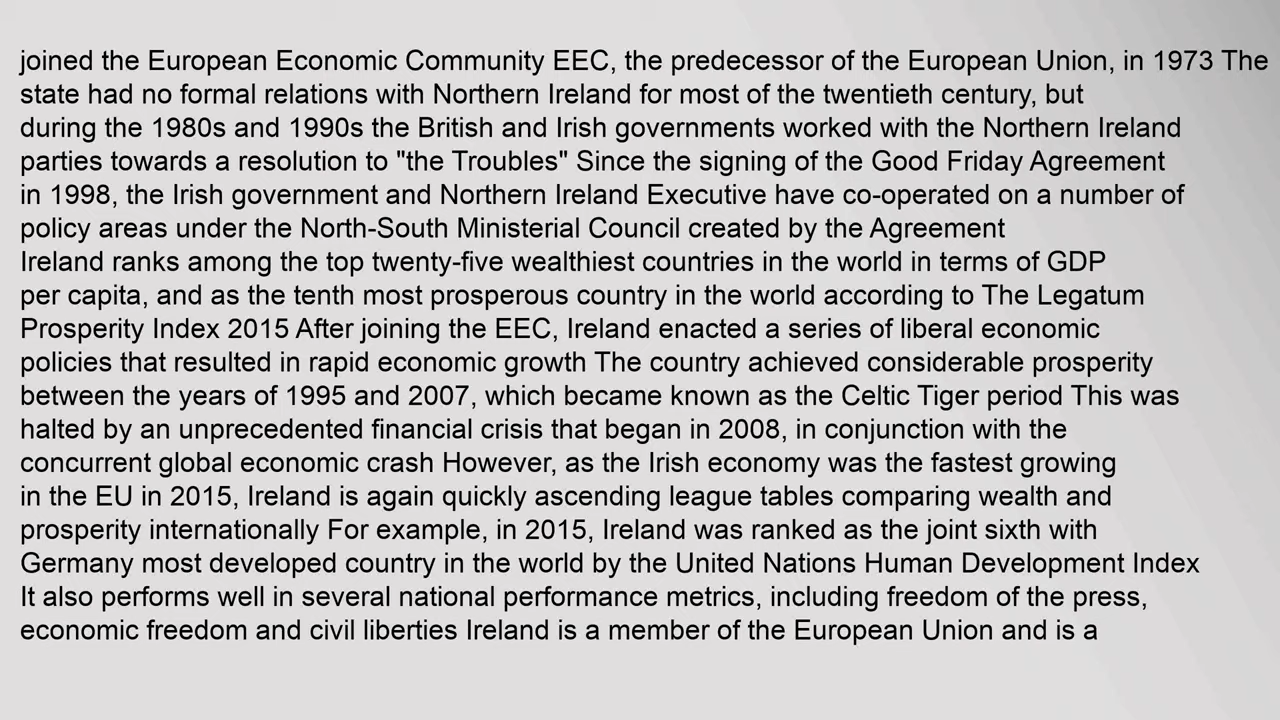 joined the European Economic Community EEC, the predecessor of the European Union, in 1973 The
state had no formal relations with Northern Ireland for most of the twentieth century, but
during the 1980s and 1990s the British and Irish governments worked with the Northern Ireland
parties towards a resolution to "the Troubles" Since the signing of the Good Friday Agreement
in 1998, the Irish government and Northern Ireland Executive have co-operated on a number of
policy areas under the North-South Ministerial Council created by the Agreement
Ireland ranks among the top twenty-five wealthiest countries in the world in terms of GDP
per capita, and as the tenth most prosperous country in the world according to The Legatum
Prosperity Index 2015 After joining the EEC, Ireland enacted a series of liberal economic
policies that resulted in rapid economic growth The country achieved considerable prosperity
between the years of 1995 and 2007, which became known as the Celtic Tiger period This was
halted by an unprecedented financial crisis that began in 2008, in conjunction with the
concurrent global economic crash However, as the Irish economy was the fastest growing
in the EU in 2015, Ireland is again quickly ascending league tables comparing wealth and
prosperity internationally For example, in 2015, Ireland was ranked as the joint sixth with
Germany most developed country in the world by the United Nations Human Development Index
It also performs well in several national performance metrics, including freedom of the press,
economic freedom and civil liberties Ireland is a member of the European Union and is a